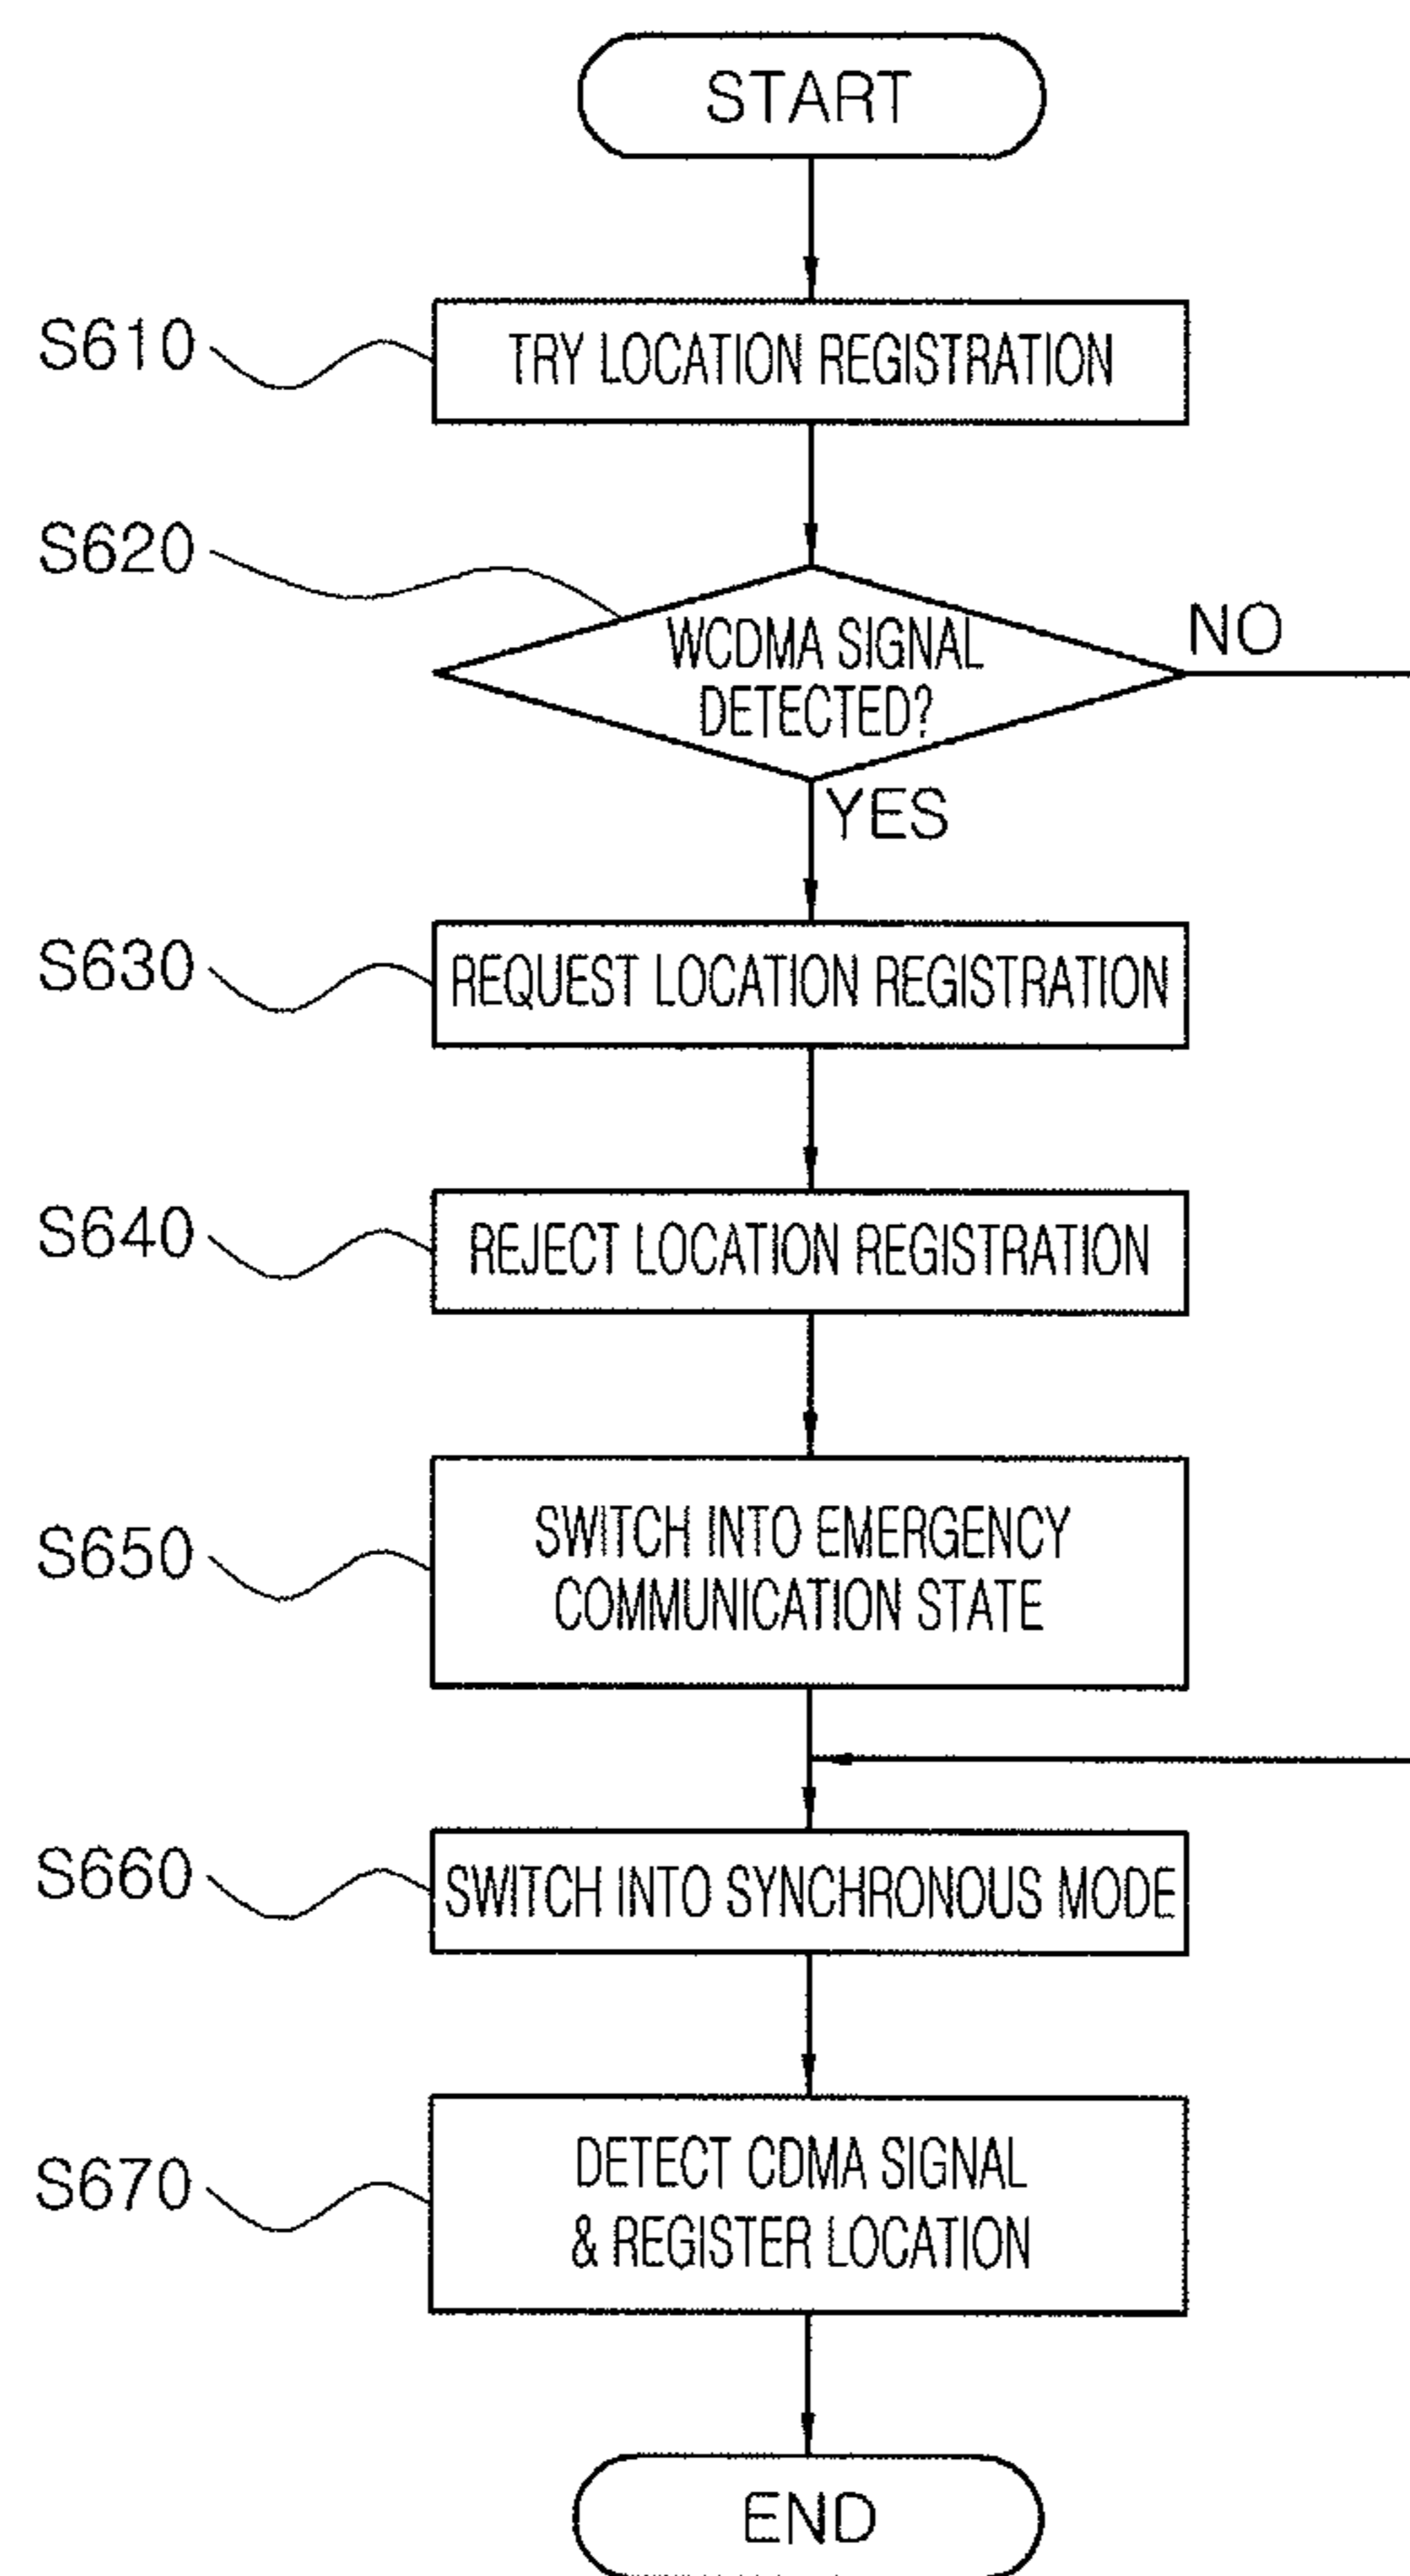 START
S610
TRY LOCATION REGISTRATION
S620
WCDMA SIGNAL
DETECTED?
NO
YES
S630
REQUEST LOCATION REGISTRATION
S640
REJECT LOCATION REGISTRATION
S650
SWITCH INTO EMERGENCY
COMMUNICATION STATE
S660
SWITCH INTO SYNCHRONOUS MODE
S670
DETECT CDMA SIGNAL
& REGISTER LOCATION
END